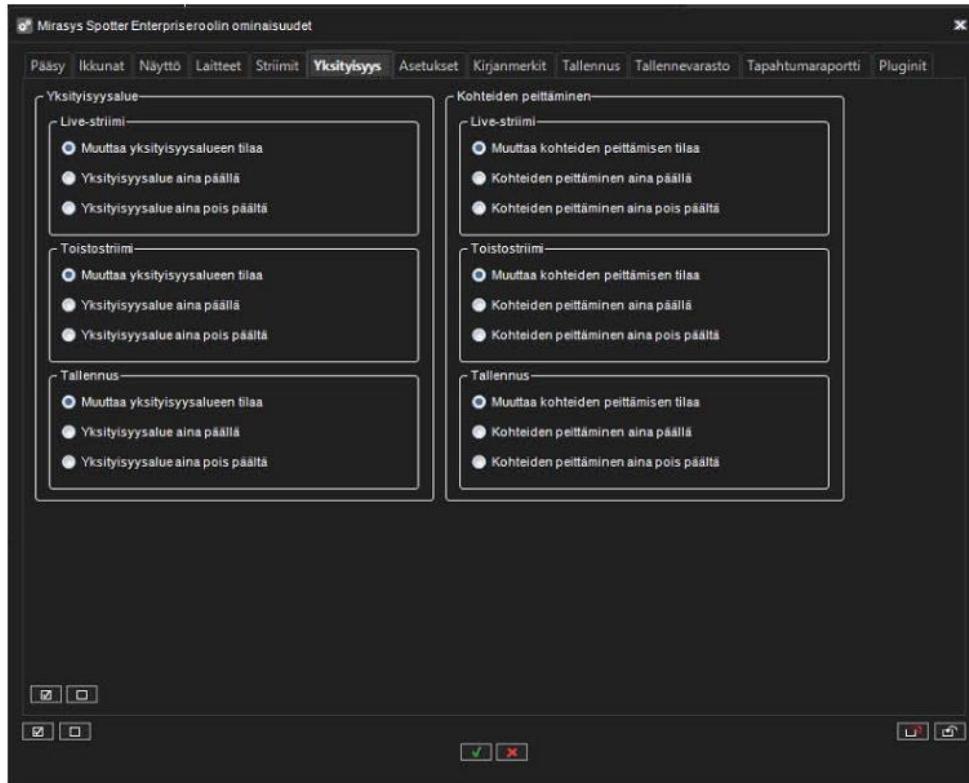 Mirasys Spotter Enterpriseroolin ominaisuudet
Pääsy Ikkunat Näyttö Laitteet Striimit Yksityisyys Asetukset Kirjanmerkit Tallennus Tallennevarasto Tapahtumaraportti Pluginit
Yksityisyysalue
Live-striimi
Muuttaa yksityisyysalueen tilaa
Yksityisyysalue aina päällä
Yksityisyysalue aina pois päältä
Toistostriimi
Muuttaa yksityisyysalueen tilaa
Yksityisyysalue aina päällä
Yksityisyysalue aina pois päältä
Tallennus
Muuttaa yksityisyysalueen tilaa
Yksityisyysalue aina päällä
Yksityisyysalue aina pois päältä
Kohteiden peittäminen
Live-striimi
Muuttaa kohteiden peittämisen tilaa
Kohteiden peittäminen aina päällä
Kohteiden peittäminen aina pois päältä
Toistostriimi
Muuttaa kohteiden peittämisen tilaa
Kohteiden peittäminen aina päällä
Kohteiden peittäminen aina pois päältä
Tallennus
Muuttaa kohteiden peittämisen tilaa
Kohteiden peittäminen aina päällä
Kohteiden peittäminen aina pois päältä